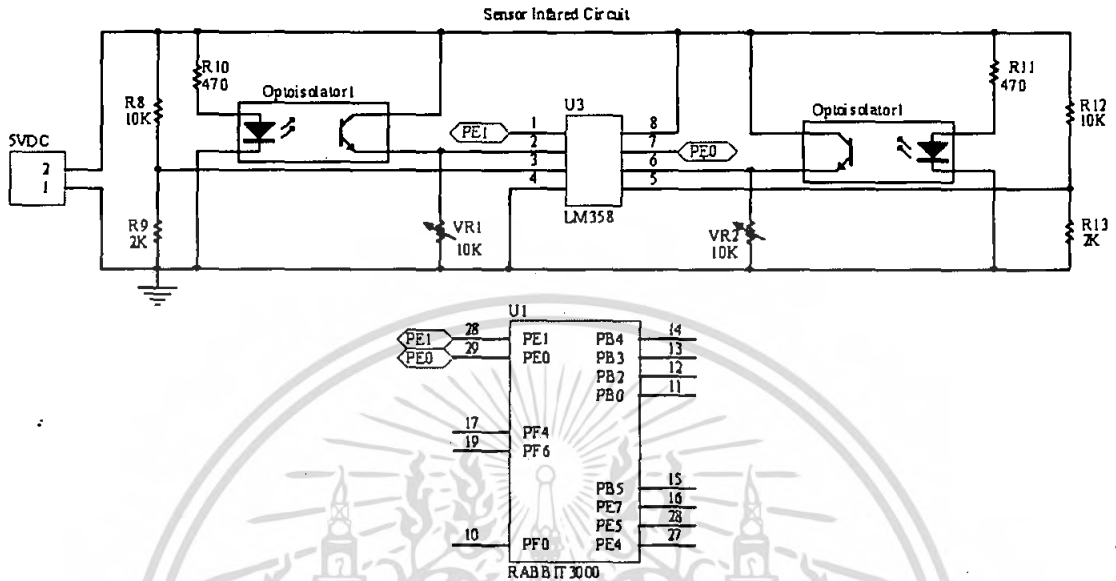 Sensor Infared Circuit
R10
470
R8
10K
Optoisolator1
5VDC
2
1
R9
2K
PE1
1
2
3
4
U3
LM358
8
7
6
5
PE0
VR1
10K
VR2
10K
Optoisolator1
R11
470
R12
10K
R13
2K
U1
PE1
28
PE1
PE0
29
PE0
17
PF4
19
PF6
10
PF0
PB4
14
PB3
13
PB2
12
PB0
11
PB5
15
PE7
16
PE5
28
PE4
27
RABBIT3000